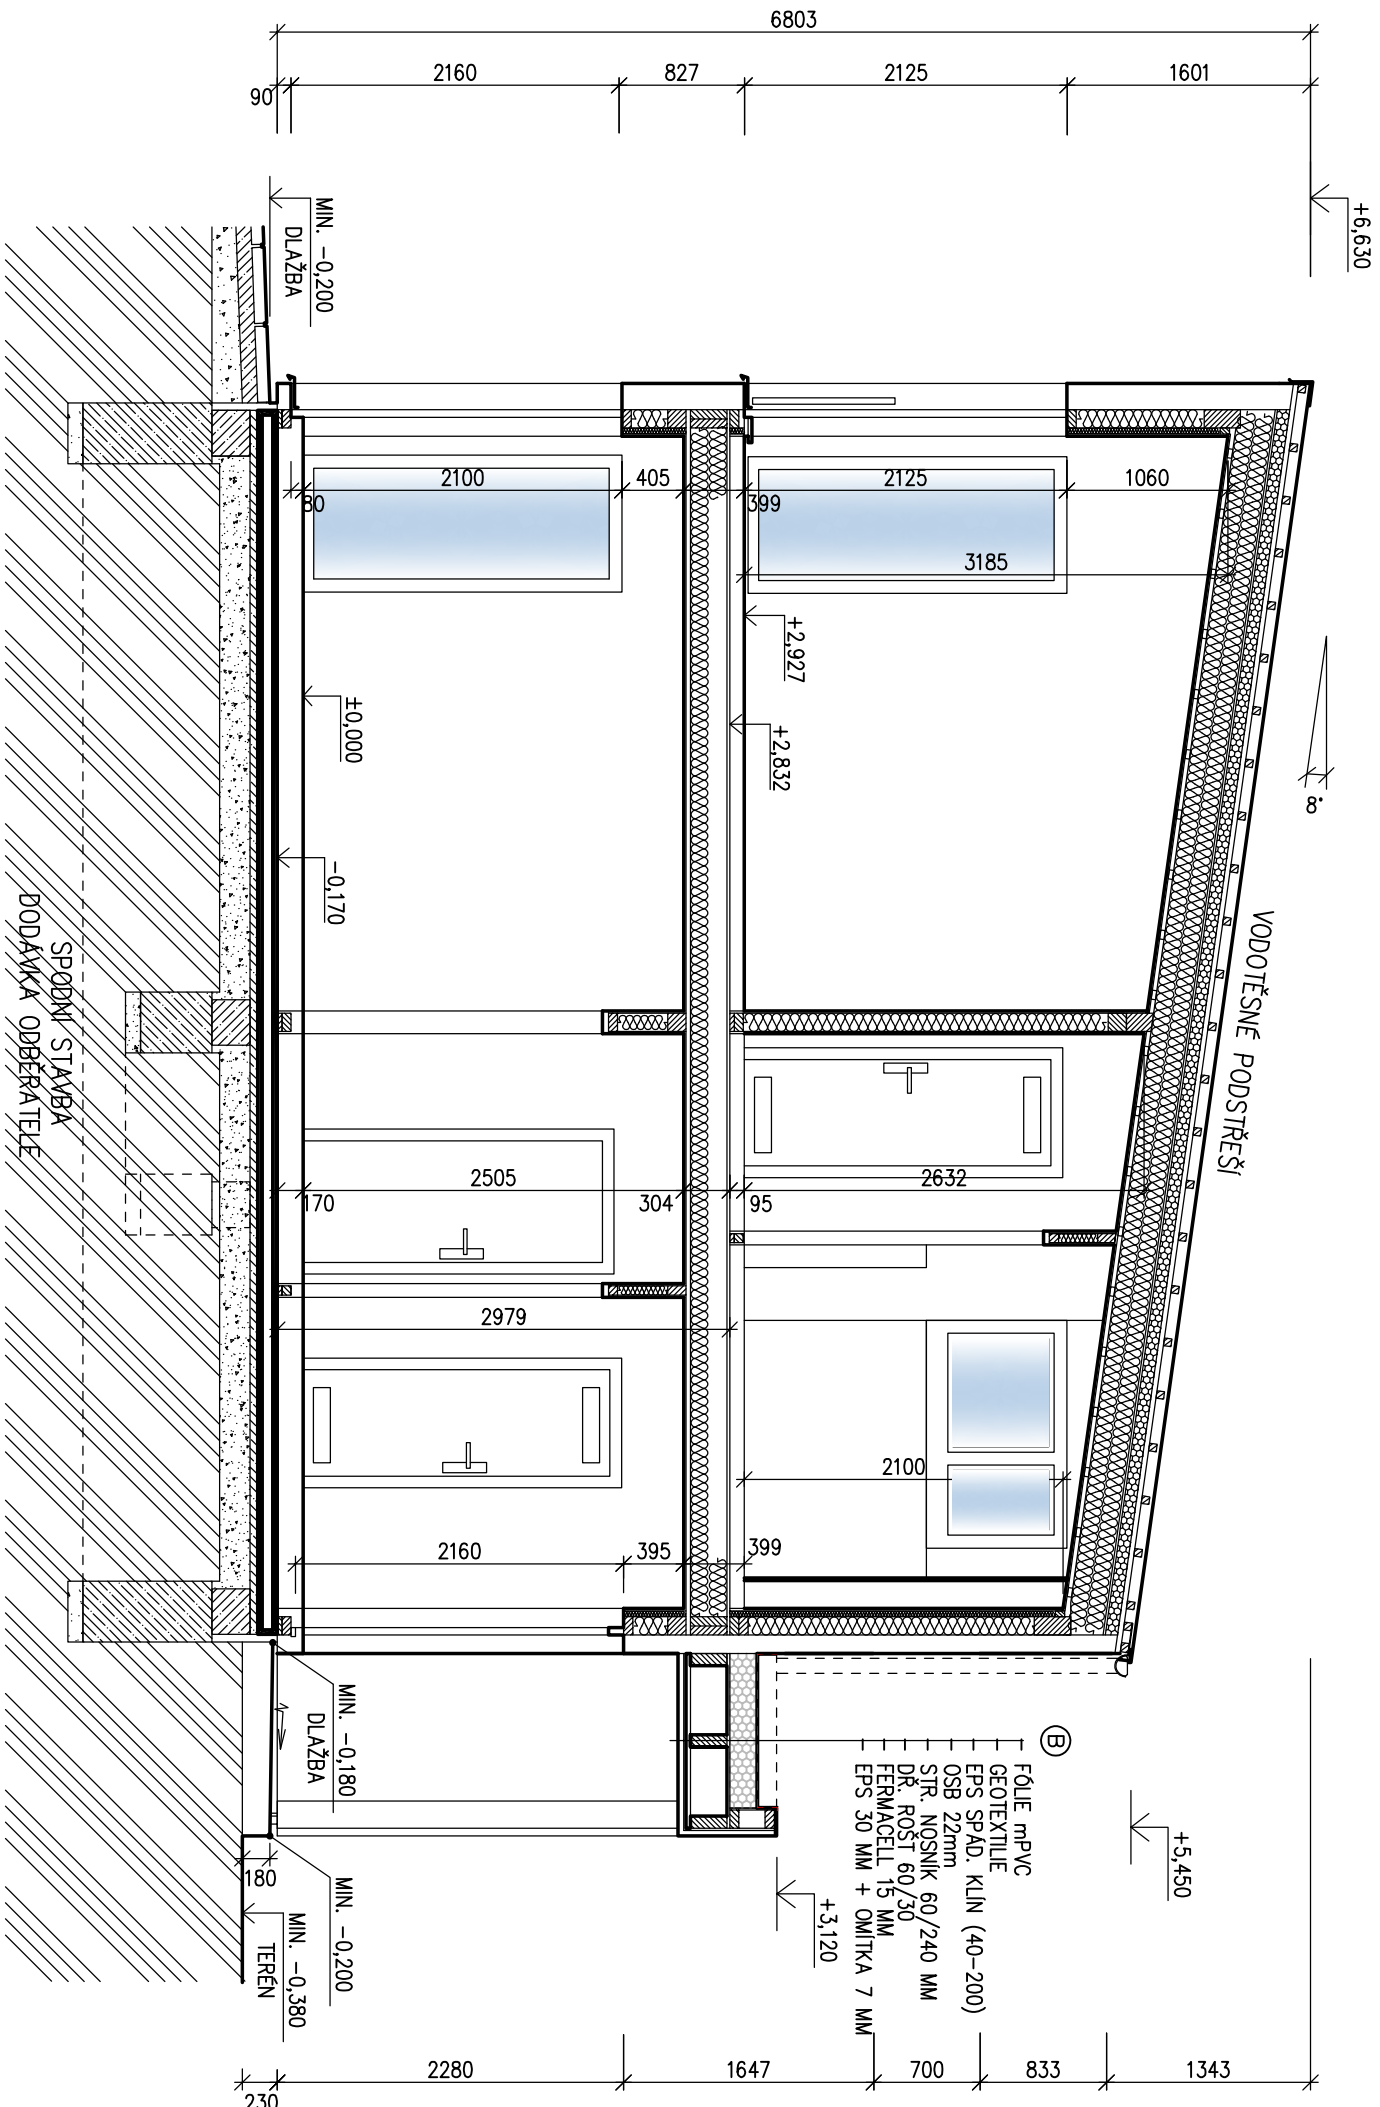 6803
2160
827
2125
1601
90
+6,630
MIN. -0,200
DLAŽBA
2100
405
2125
1060
80
399
3185
+2,927
+2,832
±0,000
-0,170
8°
VODOTĚSNÉ PODSTŘEŠÍ
SPODNÍ STAVBA
DODÁVKA ODBĚRATELE
2505
304
2632
170
95
2979
2100
2160
395
399
MIN. -0,180
DLAŽBA
B
FÓLIE mPVC
GEOTEXTILIE
EPS SPÁD. KLÍN (40-200)
OSB 22mm
STR. NOSNÍK 60/240 MM
DŘ. ROŠT 60/30
FERMACELL 15 MM
EPS 30 MM + OMÍTKA 7 MM
+5,450
+3,120
180
MIN. -0,200
MIN. -0,380
TERÉN
2280
1647
700
833
1343
230